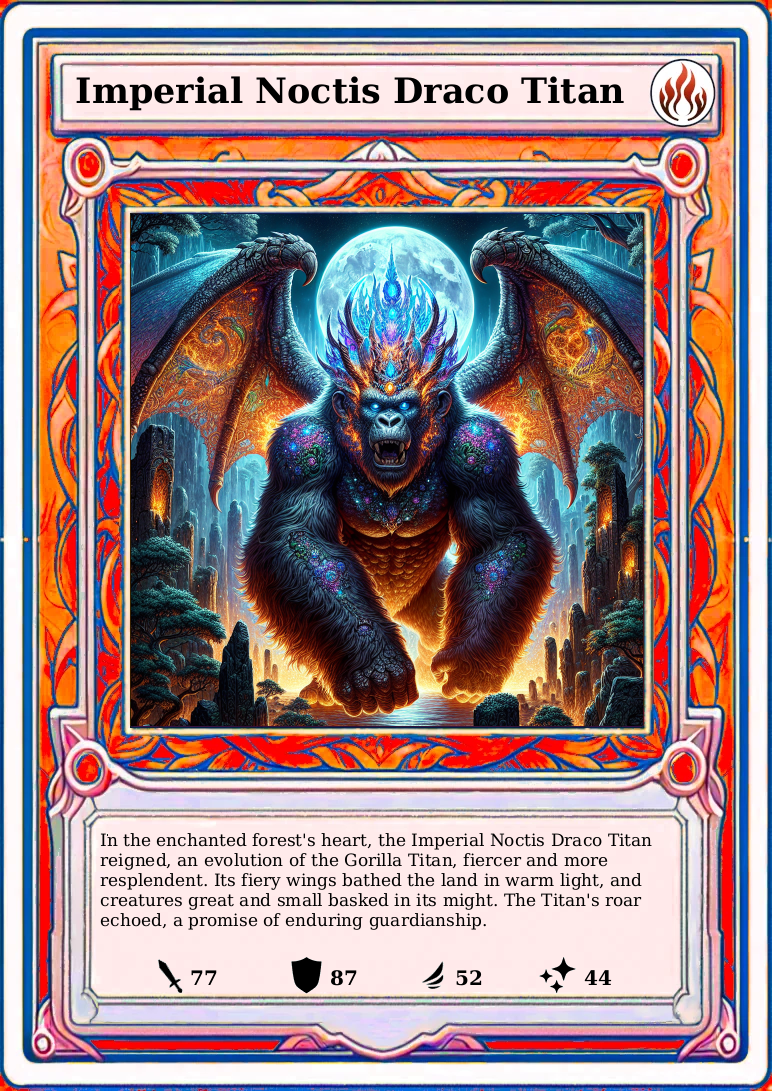 Imperial Noctis Draco Titan
In the enchanted forest's heart, the Imperial Noctis Draco Titan
reigned, an evolution of the Gorilla Titan, fiercer and more
resplendent. Its fiery wings bathed the land in warm light, and
creatures great and small basked in its might. The Titan's roar
echoed, a promise of enduring guardianship.
77 87 52 44